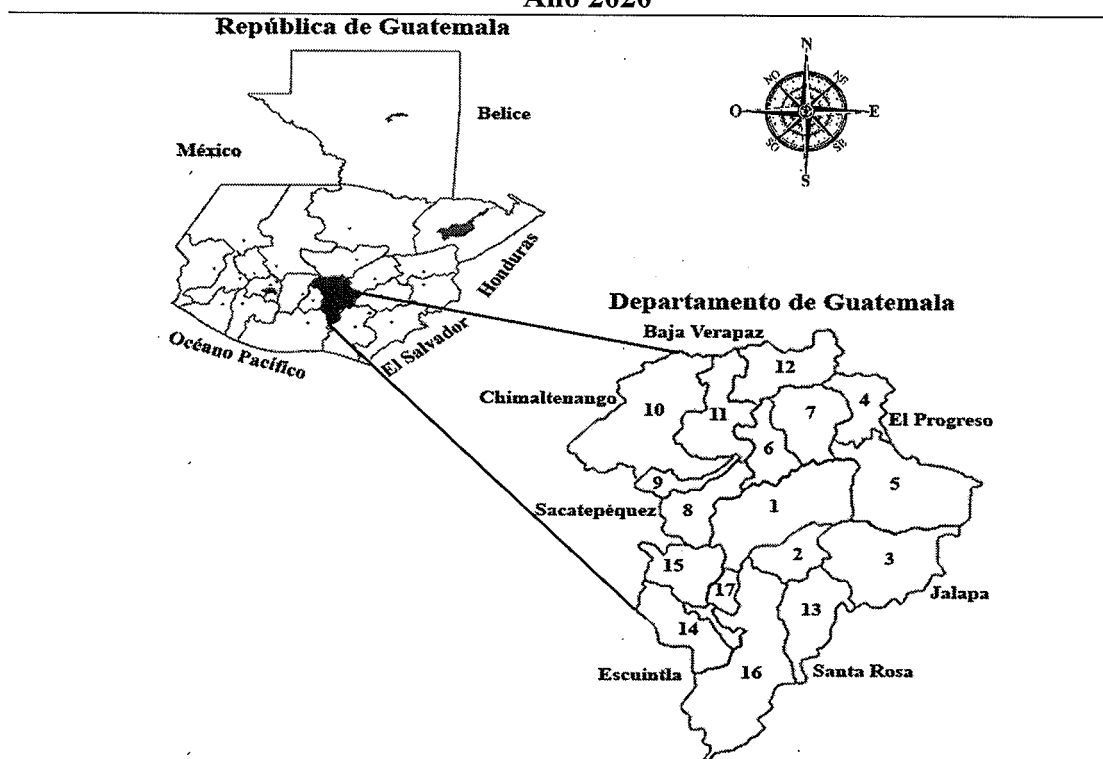 Año 2020
República de Guatemala
N
NO
NE
O
E
SO
SE
S
Belice
México
Honduras
El Salvador
Océano Pacífico
Departamento de Guatemala
Baja Verapaz
12
Chimaltenango
10
11
7
4
El Progreso
6
9
5
Sacatepéquez
8
1
2
3
15
17
Jalapa
13
14
Escuintla
16
Santa Rosa